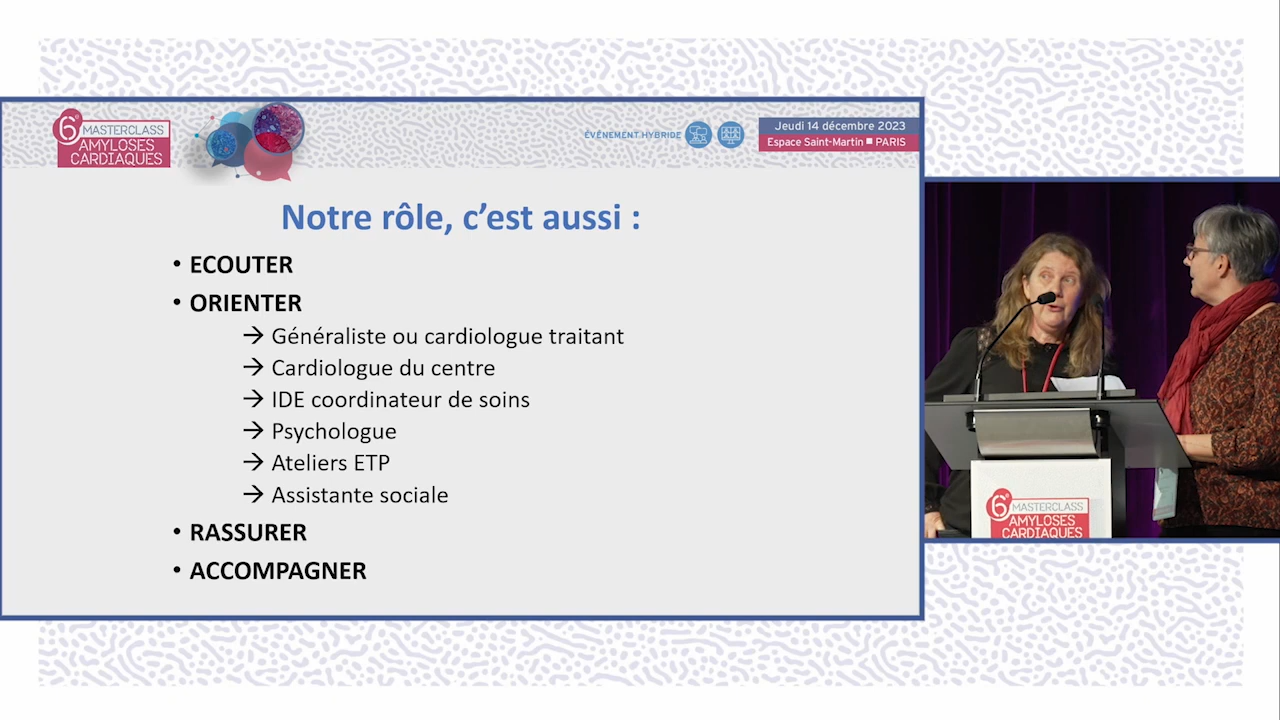 6e
MASTERCLASS
AMYLOSES
CARDIAQUES
ÉVÉNEMENT HYBRIDE
Jeudi 14 décembre 2023
Espace Saint-Martin ■ PARIS
Notre rôle, c’est aussi :
• ECOUTER
• ORIENTER
→ Généraliste ou cardiologue traitant
→ Cardiologue du centre
→ IDE coordinateur de soins
→ Psychologue
→ Ateliers ETP
→ Assistante sociale
• RASSURER
• ACCOMPAGNER
6e
MASTERCLASS
AMYLOSES
CARDIAQUES